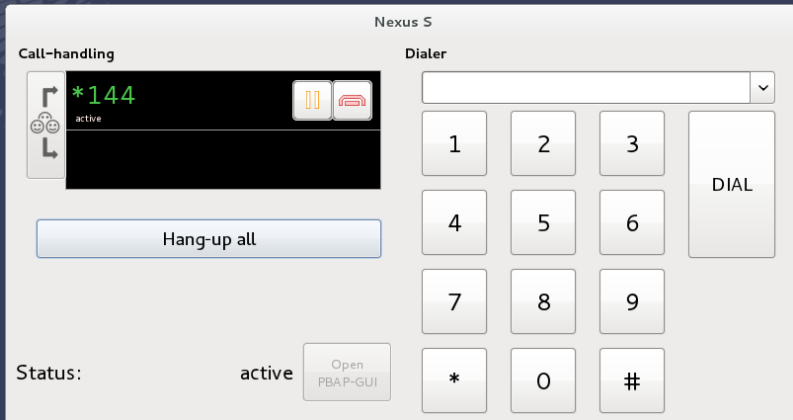 Nexus S
Call-handling
*144
active
Hang-up all
Status: active
Open
PBAP-GUI
Dialer
1 2 3
DIAL
4 5 6
7 8 9
* 0 #